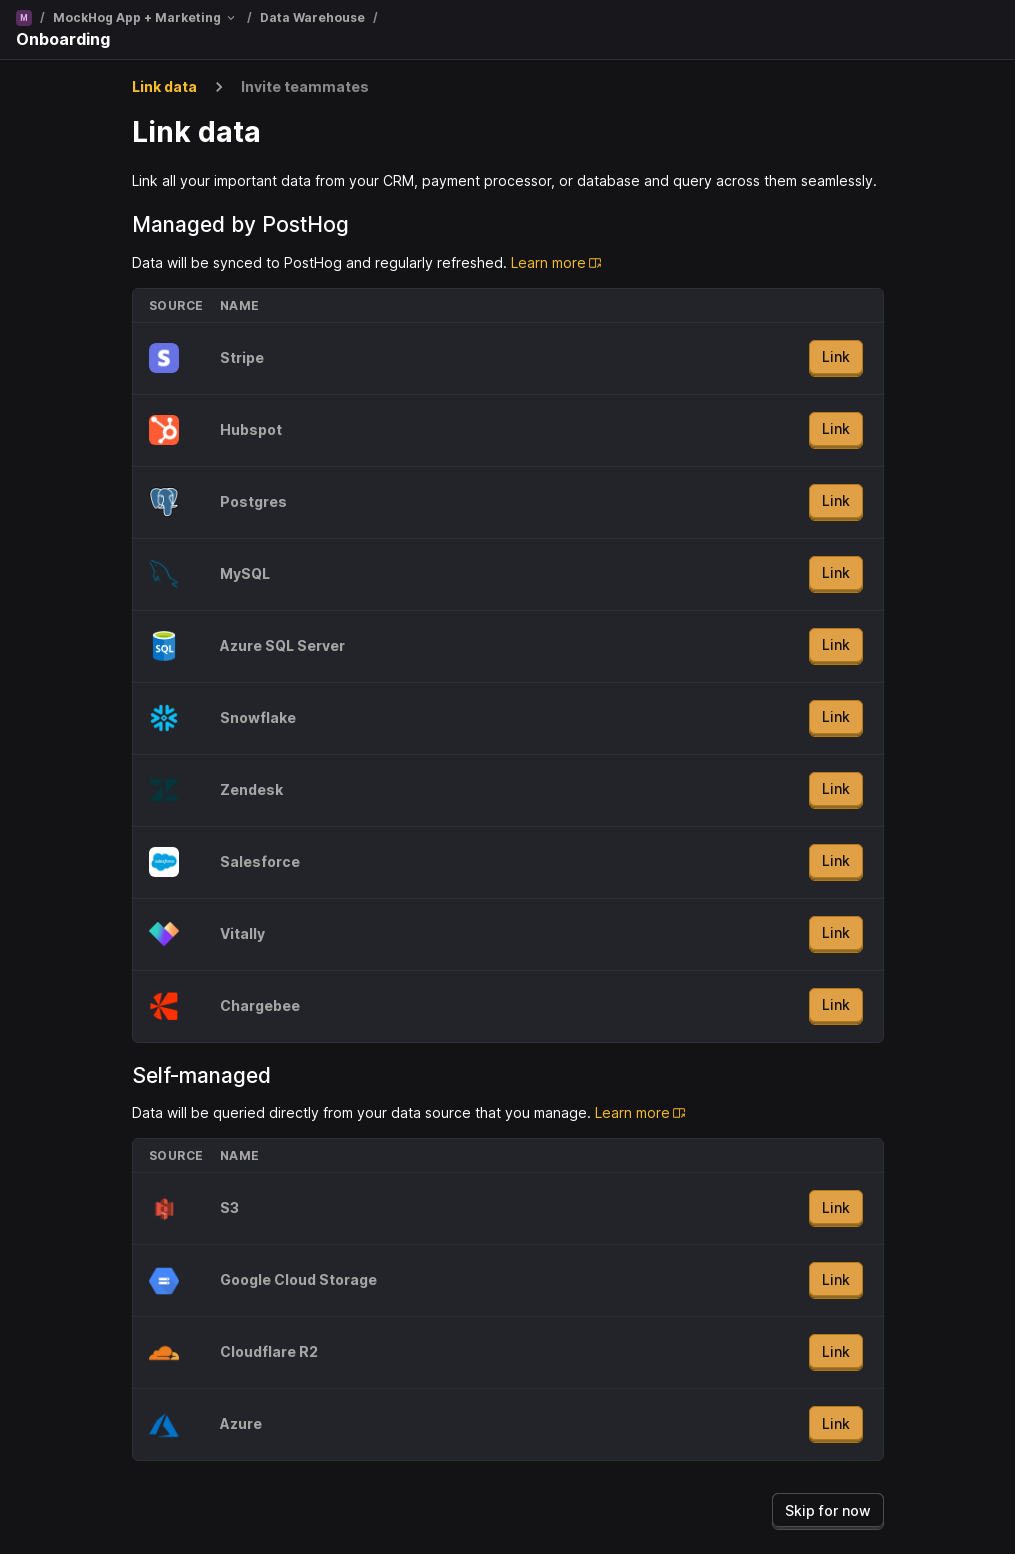 M / MockHog App + Marketing / Data Warehouse /
Onboarding
Link data > Invite teammates
Link data
Link all your important data from your CRM, payment processor, or database and query across them seamlessly.
Managed by PostHog
Data will be synced to PostHog and regularly refreshed. Learn more
SOURCE NAME
Stripe Link
Hubspot Link
Postgres Link
MySQL Link
SQL Azure SQL Server Link
Snowflake Link
Zendesk Link
salesforce Salesforce Link
Vitally Link
Chargebee Link
Self-managed
Data will be queried directly from your data source that you manage. Learn more
SOURCE NAME
S3 Link
Google Cloud Storage Link
Cloudflare R2 Link
Azure Link
Skip for now